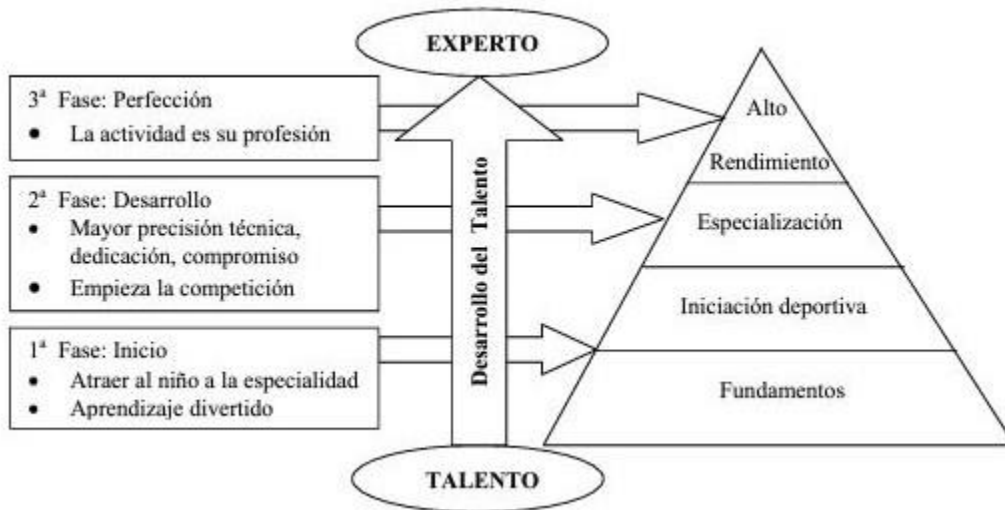 EXPERTO
3ª Fase: Perfección
● La actividad es su profesión
2ª Fase: Desarrollo
● Mayor precisión técnica,
dedicación, compromiso
● Empieza la competición
1ª Fase: Inicio
● Atraer al niño a la especialidad
● Aprendizaje divertido
Desarrollo del Talento
TALENTO
Alto
Rendimiento
Especialización
Iniciación deportiva
Fundamentos